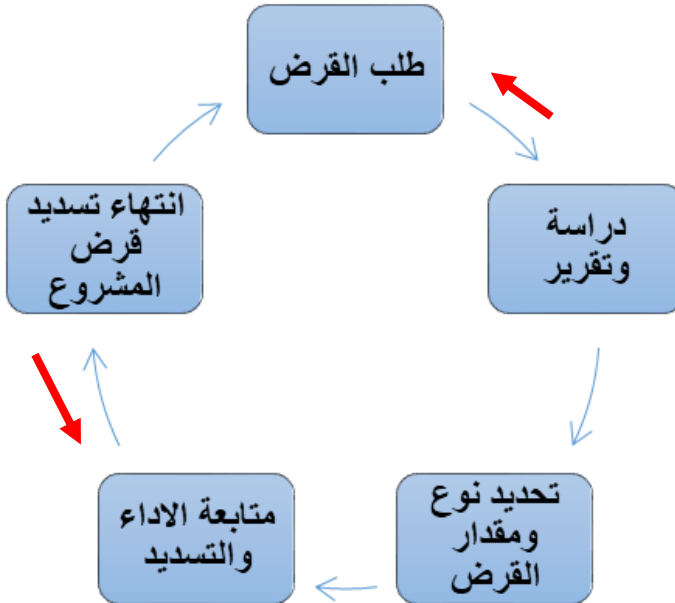 طلب القرض
دراسة
وتقرير
تحديد نوع
ومقدار
القرض
متابعة الاداء
والتسديد
انتهاء تسديد
قرض
المشروع